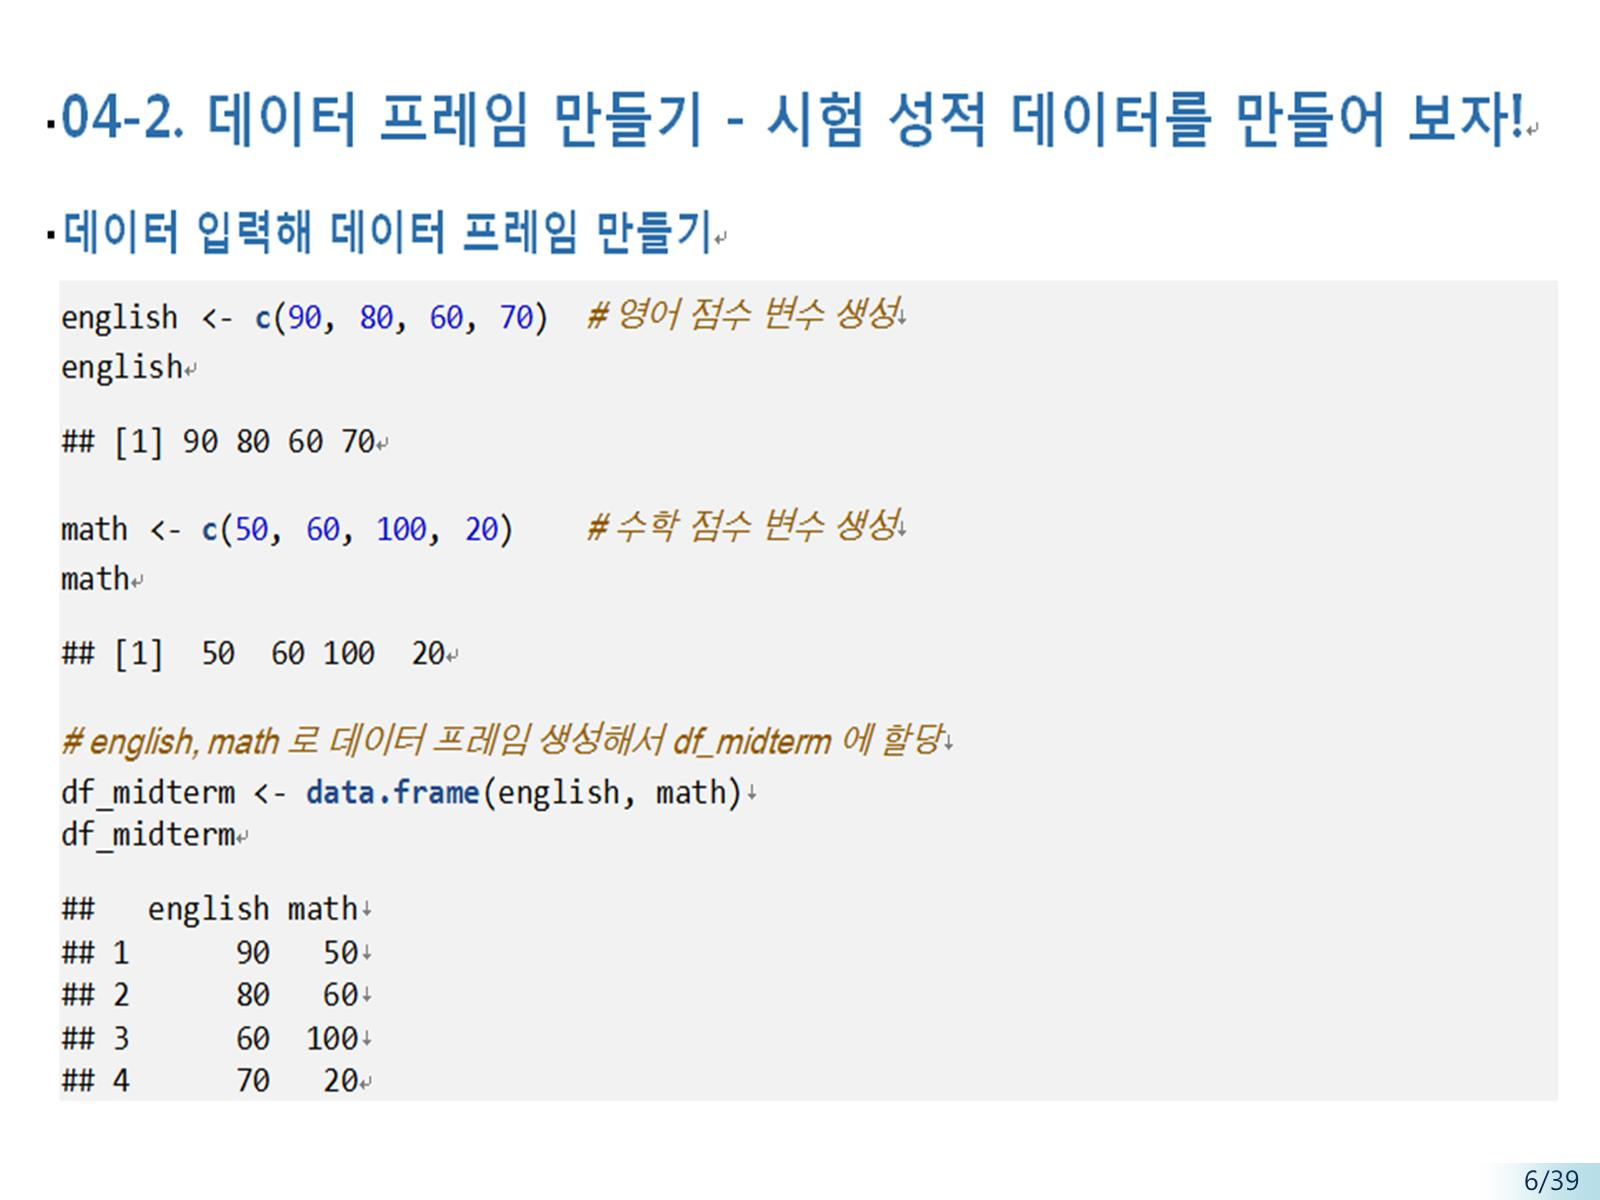 ▪04-2. 데이터 프레임 만들기 - 시험 성적 데이터를 만들어 보자!↵
▪데이터 입력해 데이터 프레임 만들기↵
english <- c(90, 80, 60, 70)  # 영어 점수 변수 생성↓
english↵
## [1] 90 80 60 70↵
math <- c(50, 60, 100, 20)    # 수학 점수 변수 생성↓
math↵
## [1]  50  60 100  20↵
# english, math 로 데이터 프레임 생성해서 df_midterm 에 할당↓
df_midterm <- data.frame(english, math)↓
df_midterm↵
##   english math↓
## 1      90   50↓
## 2      80   60↓
## 3      60  100↓
## 4      70   20↵
6/39